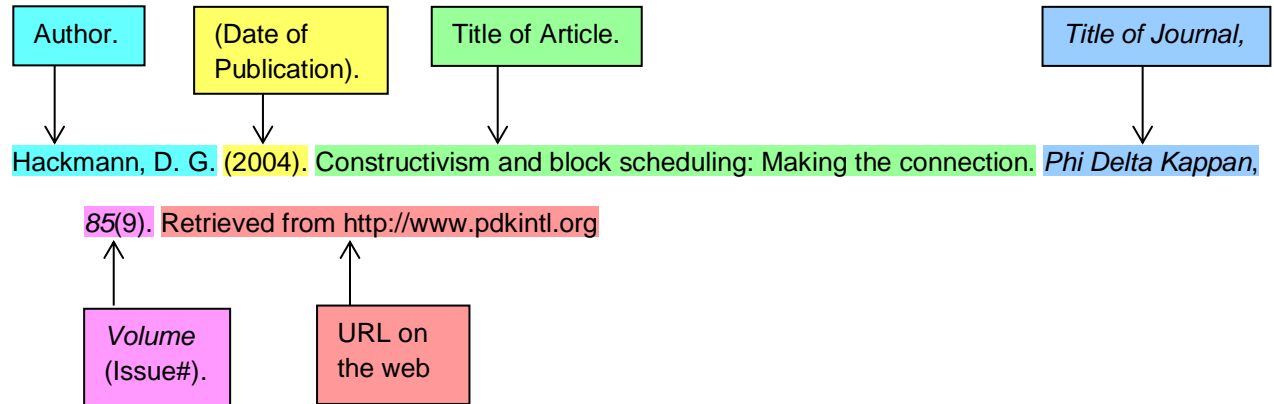 Author.
(Date of
Publication).
Title of Article.
Title of Journal,
Hackmann, D. G. (2004). Constructivism and block scheduling: Making the connection. Phi Delta Kappan,
85(9). Retrieved from http://www.pdkintl.org
Volume
(Issue#).
URL on
the web